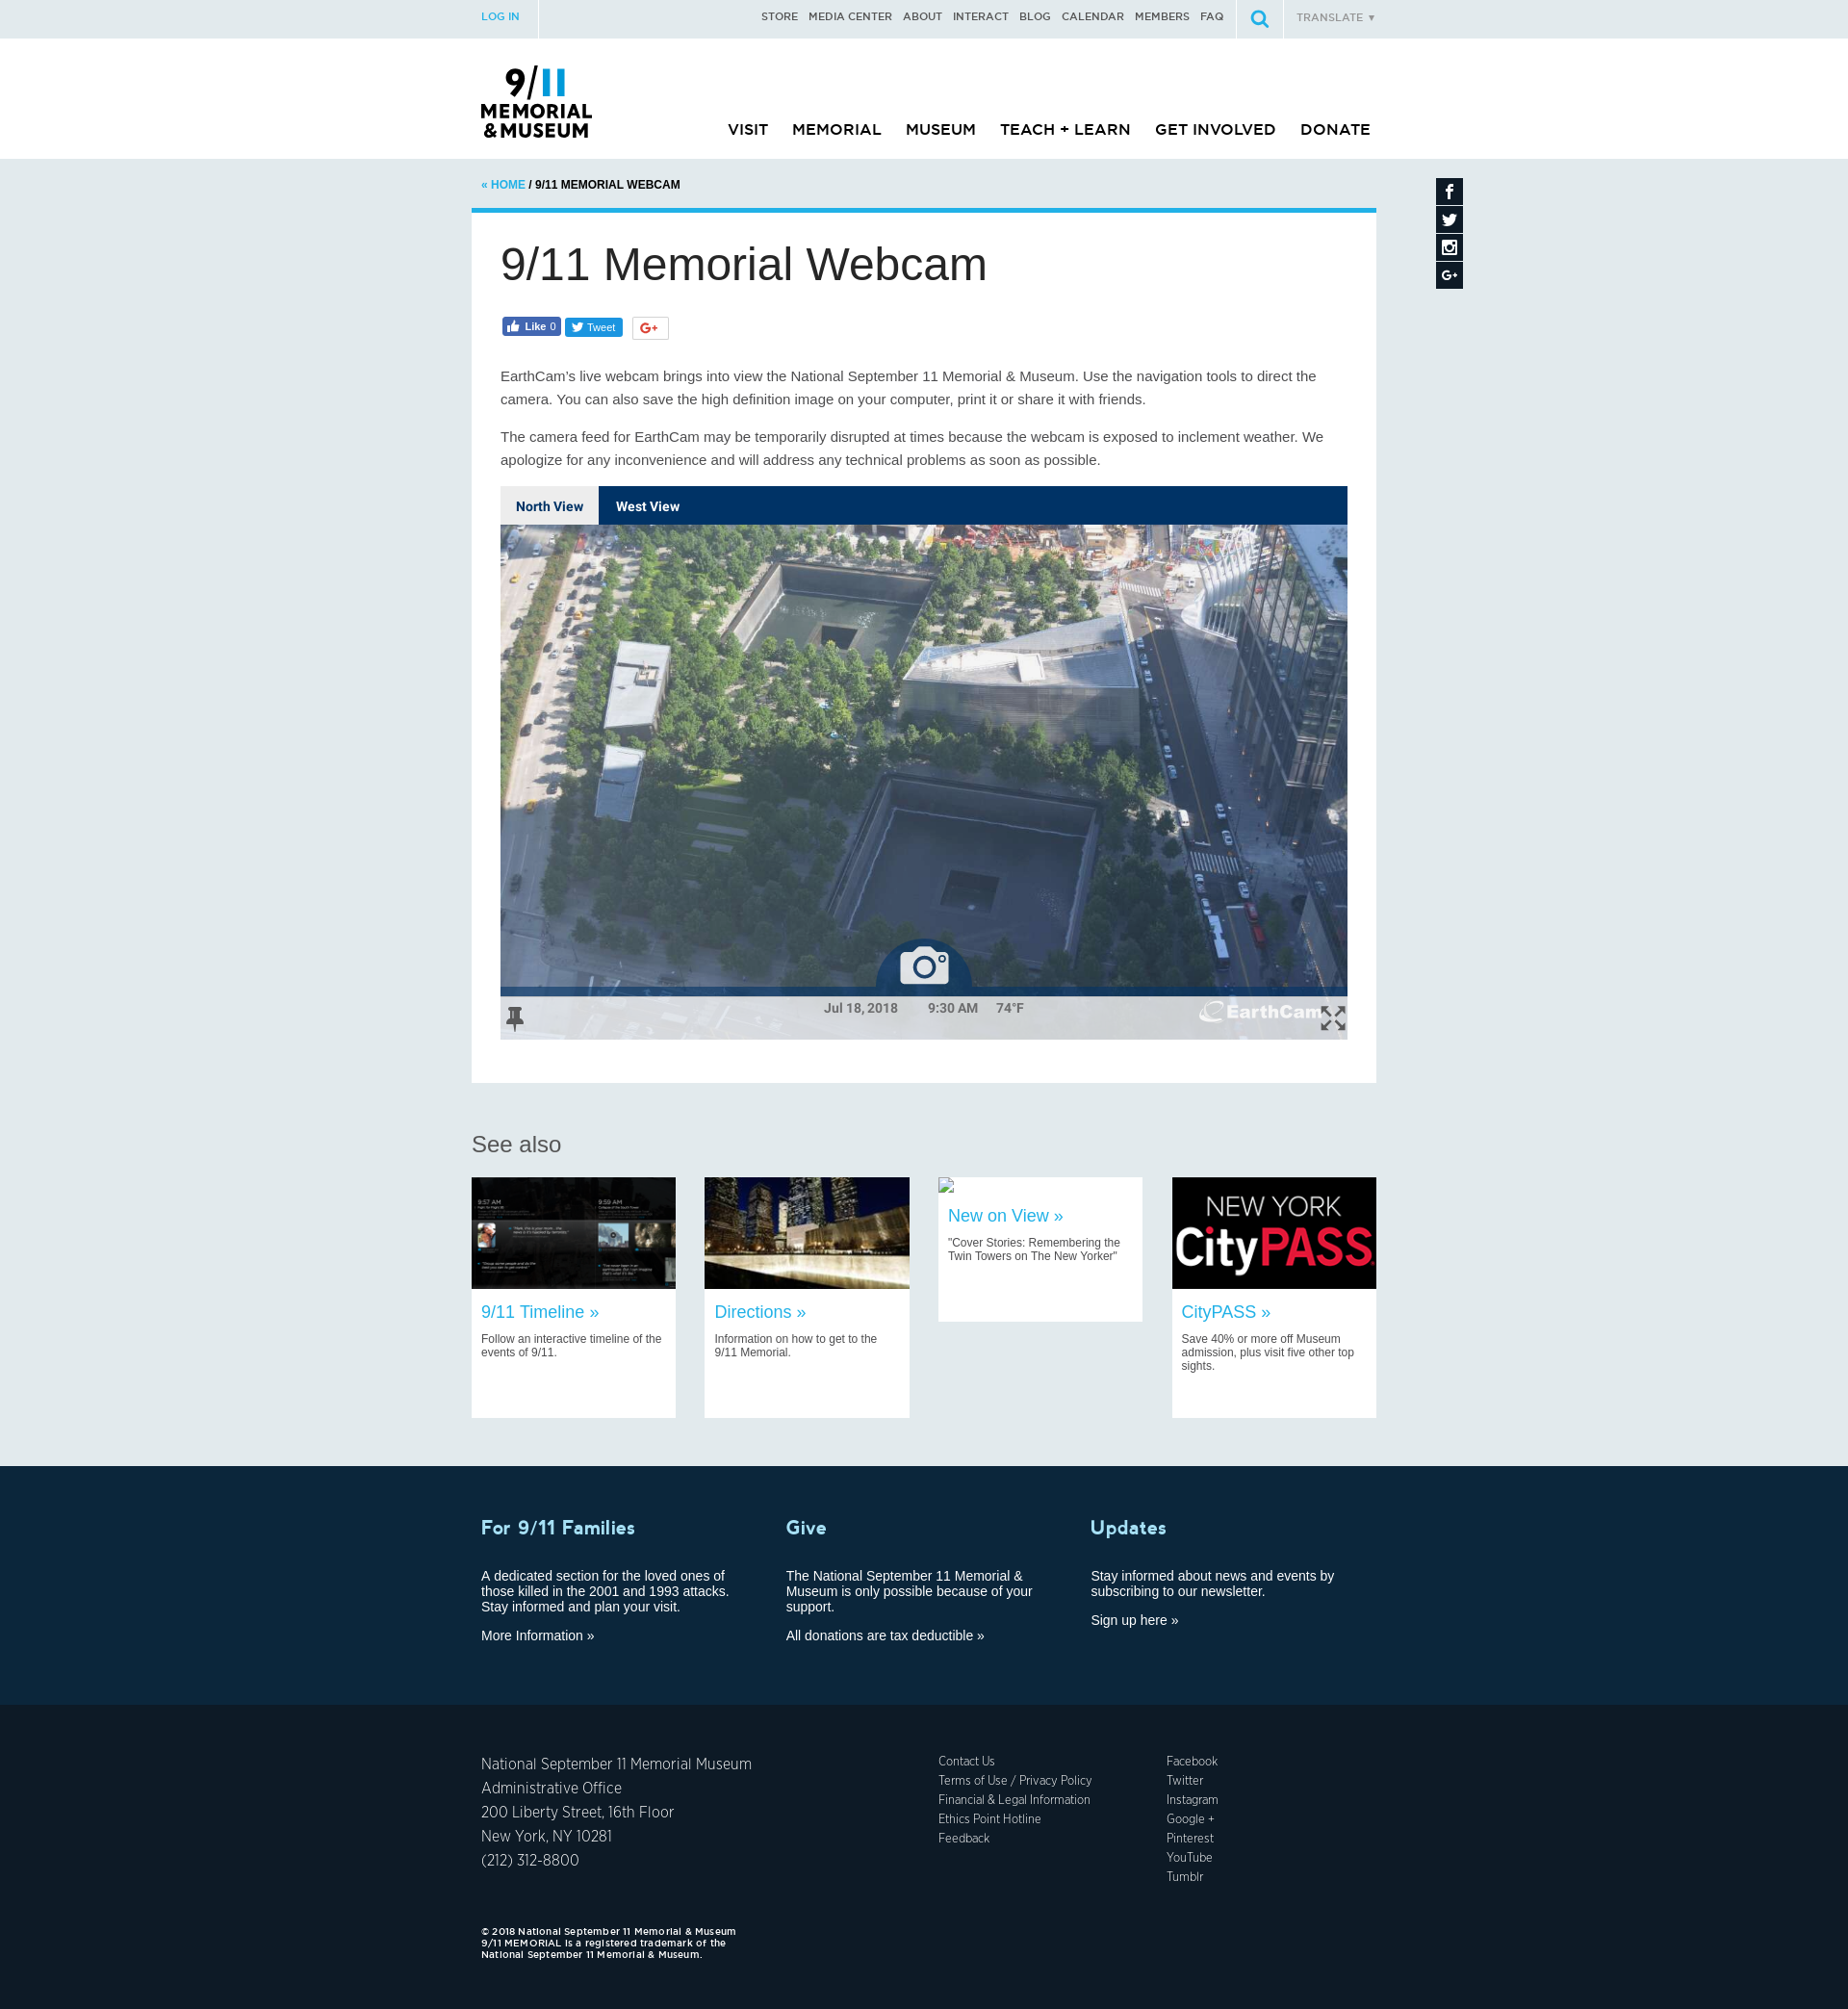 LOG IN
STORE MEDIA CENTER ABOUT INTERACT BLOG CALENDAR MEMBERS FAQ
TRANSLATE ▼
9/11
MEMORIAL
&MUSEUM
VISIT MEMORIAL MUSEUM TEACH + LEARN GET INVOLVED DONATE
« HOME / 9/11 MEMORIAL WEBCAM
9/11 Memorial Webcam
Like 0 Tweet G+
EarthCam's live webcam brings into view the National September 11 Memorial & Museum. Use the navigation tools to direct the
camera. You can also save the high definition image on your computer, print it or share it with friends.
The camera feed for EarthCam may be temporarily disrupted at times because the webcam is exposed to inclement weather. We
apologize for any inconvenience and will address any technical problems as soon as possible.
North View West View
Jul 18, 2018 9:30 AM 74°F
EarthCam
See also
9:57 AM 9:59 AM
NEW YORK
CityPASS
9/11 Timeline »
Follow an interactive timeline of the
events of 9/11.
Directions »
Information on how to get to the
9/11 Memorial.
New on View »
"Cover Stories: Remembering the
Twin Towers on The New Yorker"
CityPASS »
Save 40% or more off Museum
admission, plus visit five other top
sights.
For 9/11 Families
A dedicated section for the loved ones of
those killed in the 2001 and 1993 attacks.
Stay informed and plan your visit.
More Information »
Give
The National September 11 Memorial &
Museum is only possible because of your
support.
All donations are tax deductible »
Updates
Stay informed about news and events by
subscribing to our newsletter.
Sign up here »
National September 11 Memorial Museum
Administrative Office
200 Liberty Street, 16th Floor
New York, NY 10281
(212) 312-8800
Contact Us
Terms of Use / Privacy Policy
Financial & Legal Information
Ethics Point Hotline
Feedback
Facebook
Twitter
Instagram
Google +
Pinterest
YouTube
Tumblr
© 2018 National September 11 Memorial & Museum
9/11 MEMORIAL is a registered trademark of the
National September 11 Memorial & Museum.